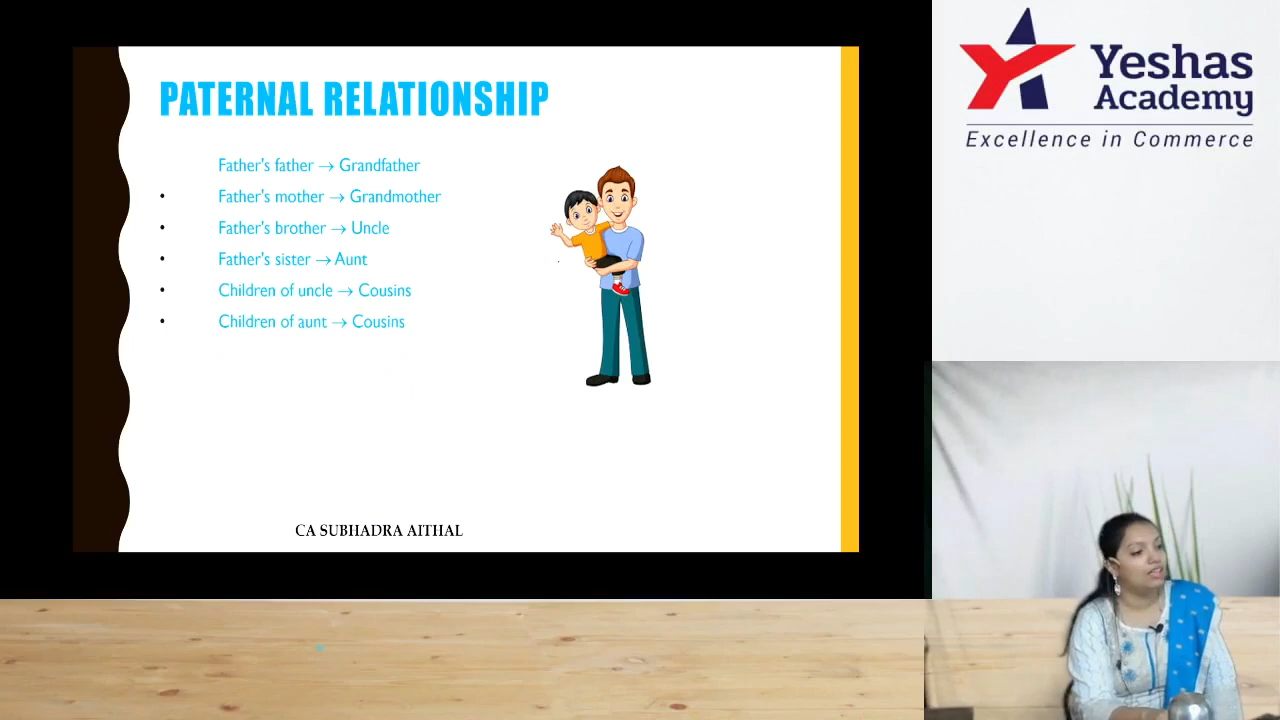 PATERNAL RELATIONSHIP
Father's father → Grandfather
• Father's mother → Grandmother
• Father's brother → Uncle
• Father's sister → Aunt
• Children of uncle → Cousins
• Children of aunt → Cousins
CA SUBHADRA AITHAL
Yeshas
Academy
Excellence in Commerce